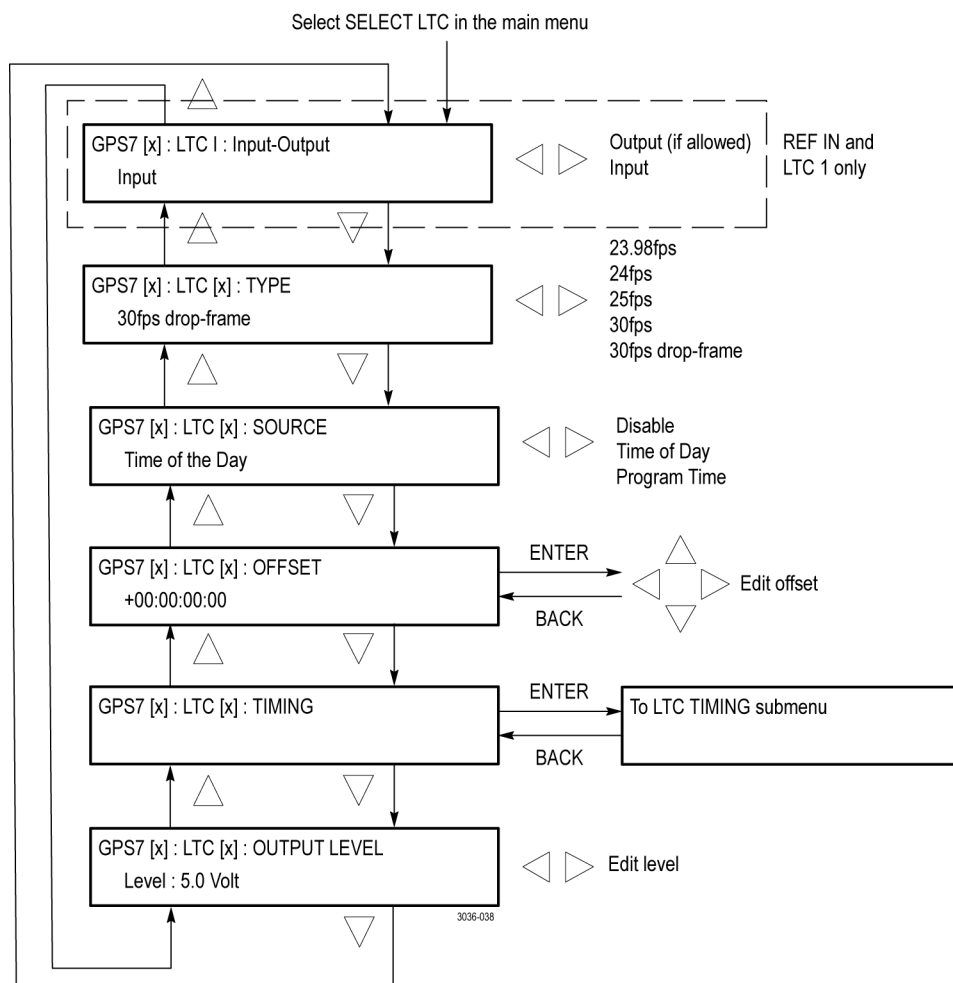 Select SELECT LTC in the main menu
GPS7 [x] : LTC I : Input-Output
Input
Output (if allowed)
Input
REF IN and
LTC 1 only
GPS7 [x] : LTC [x] : TYPE
30fps drop-frame
23.98fps
24fps
25fps
30fps
30fps drop-frame
GPS7 [x] : LTC [x] : SOURCE
Time of the Day
Disable
Time of Day
Program Time
GPS7 [x] : LTC [x] : OFFSET
+00:00:00:00
ENTER
BACK
Edit offset
GPS7 [x] : LTC [x] : TIMING
ENTER
BACK
To LTC TIMING submenu
GPS7 [x] : LTC [x] : OUTPUT LEVEL
Level : 5.0 Volt
Edit level
3036-038